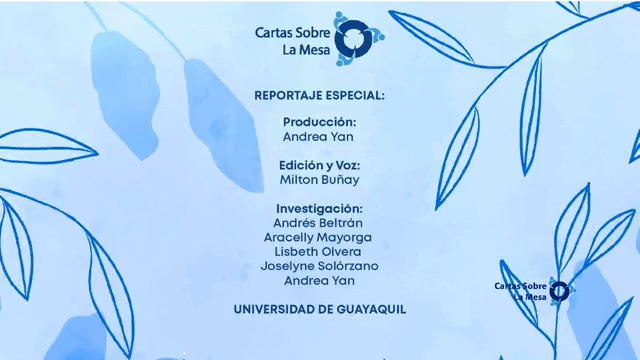 Cartas Sobre
La Mesa
REPORTAJE ESPECIAL:
Producción:
Andrea Yan
Edición y Voz:
Milton Buñay
Investigación:
Andrés Beltrán
Aracelly Mayorga
Lisbeth Olvera
Joselyne Solórzano
Andrea Yan
UNIVERSIDAD DE GUAYAQUIL
Cartas Sobre
La Mesa